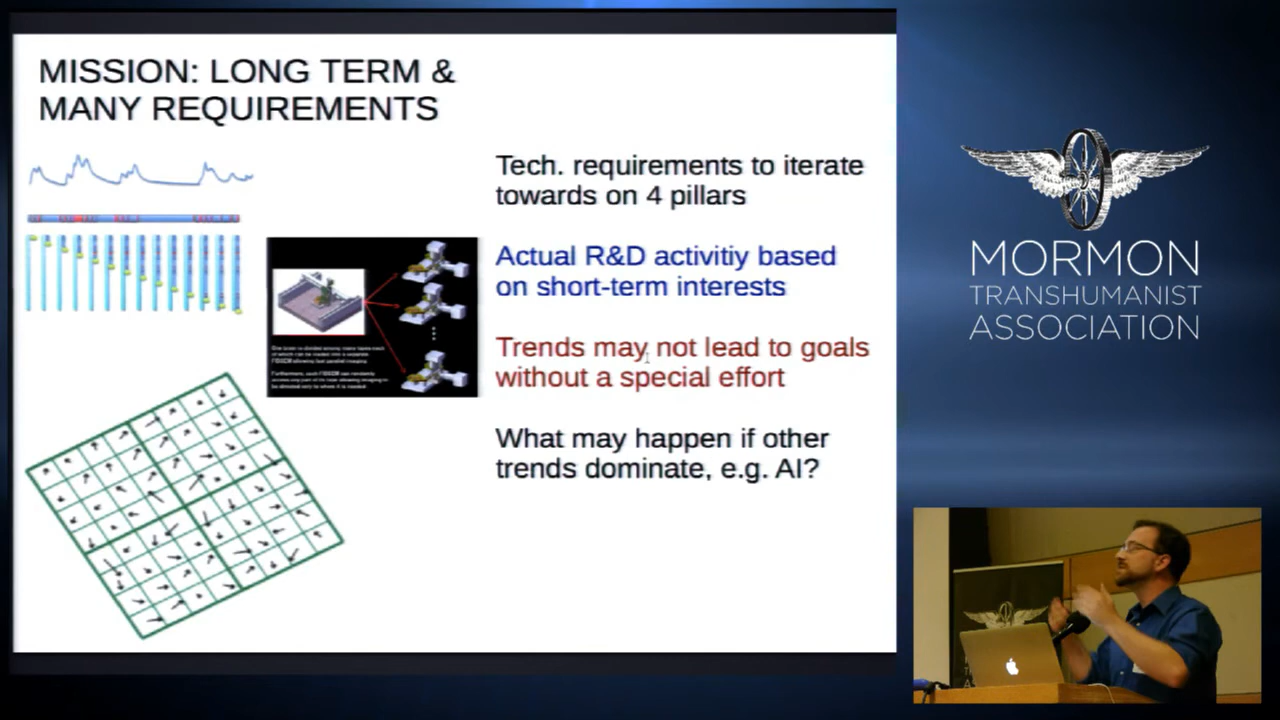 MISSION: LONG TERM &
MANY REQUIREMENTS
Tech. requirements to iterate
towards on 4 pillars
Actual R&D activitiy based
on short-term interests
Trends may not lead to goals
without a special effort
What may happen if other
trends dominate, e.g. AI?
MORMON
TRANSHUMANIST
ASSOCIATION